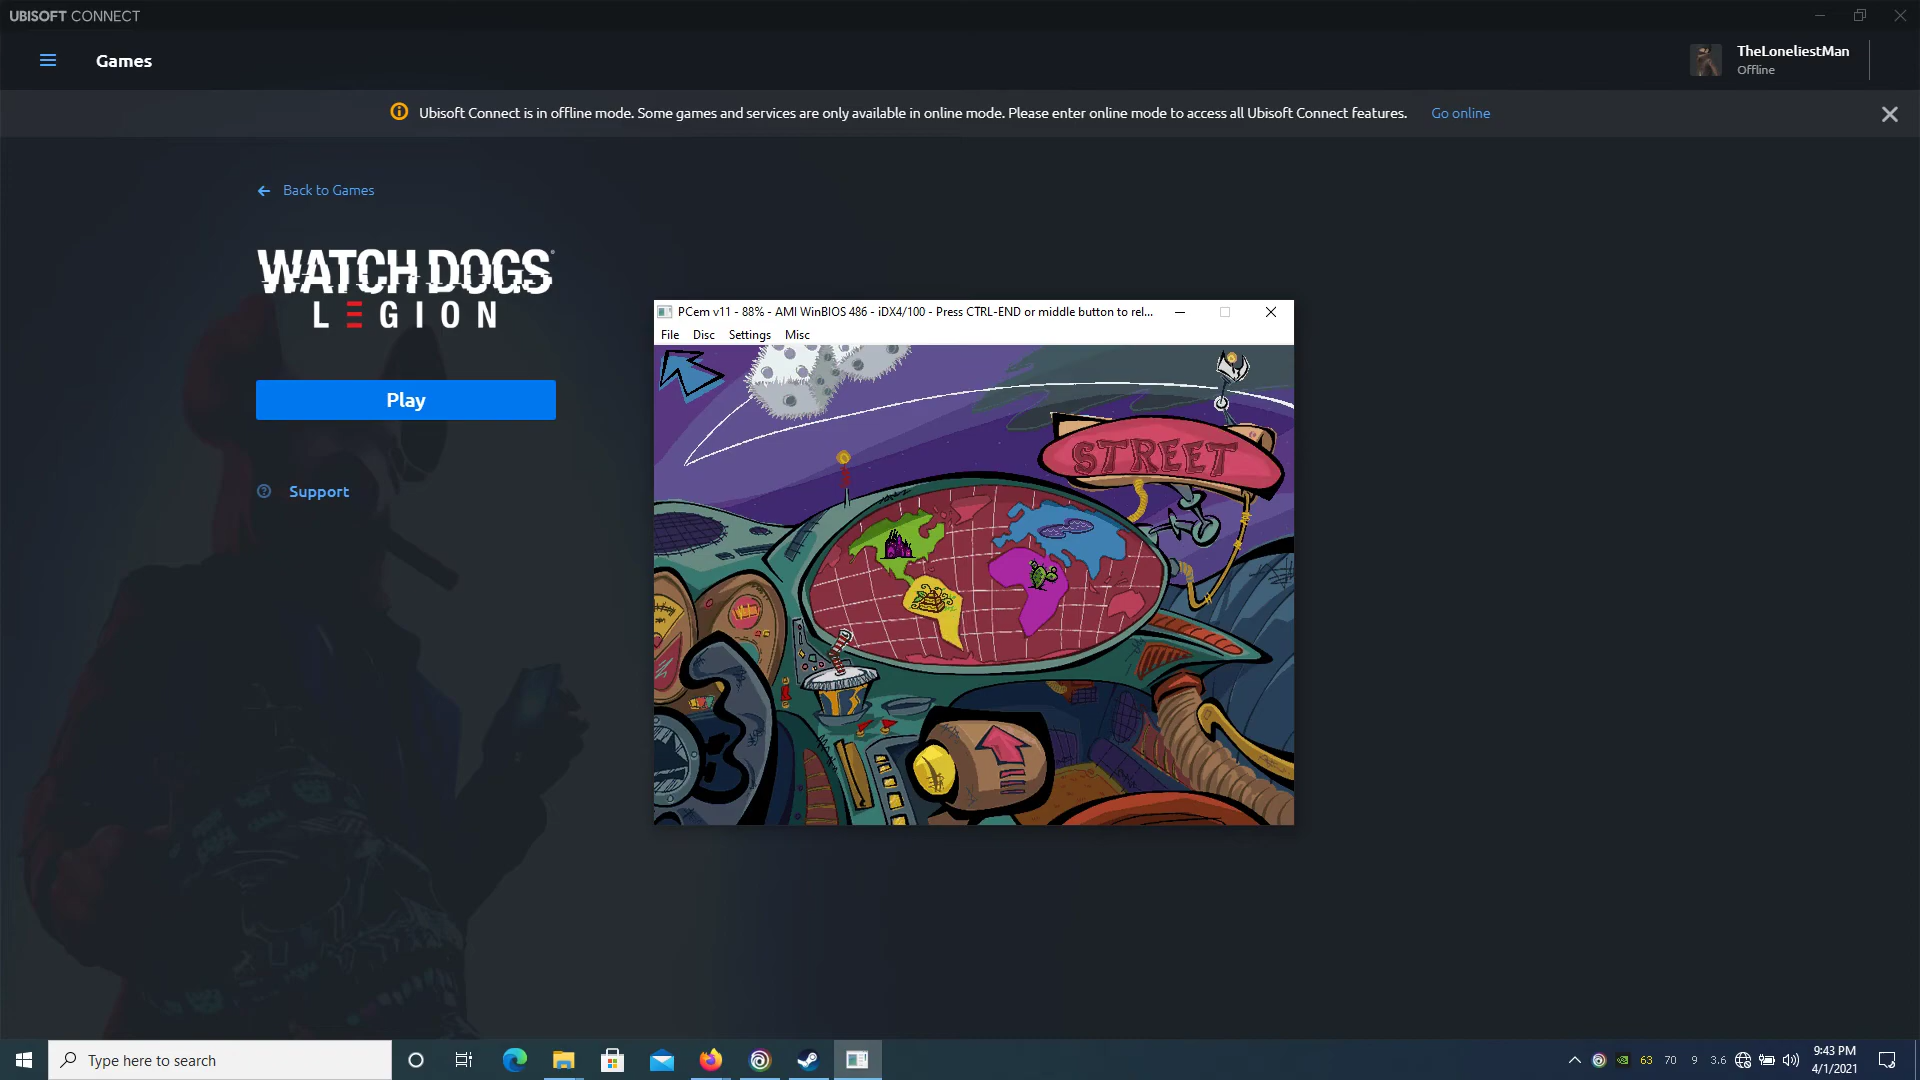 UBISOFT CONNECT
Games
TheLoneliestMan
Offline
Ubisoft Connect is in offline mode. Some games and services are only available in online mode. Please enter online mode to access all Ubisoft Connect features. Go online
Back to Games
WATCH DOGS
LEGION
Play
Support
PCem v11 - 88% - AMI WinBIOS 486 - iDX4/100 - Press CTRL-END or middle button to rel...
File Disc Settings Misc
STREET
Type here to search
63 70 9 3.6
9:43 PM
4/1/2021